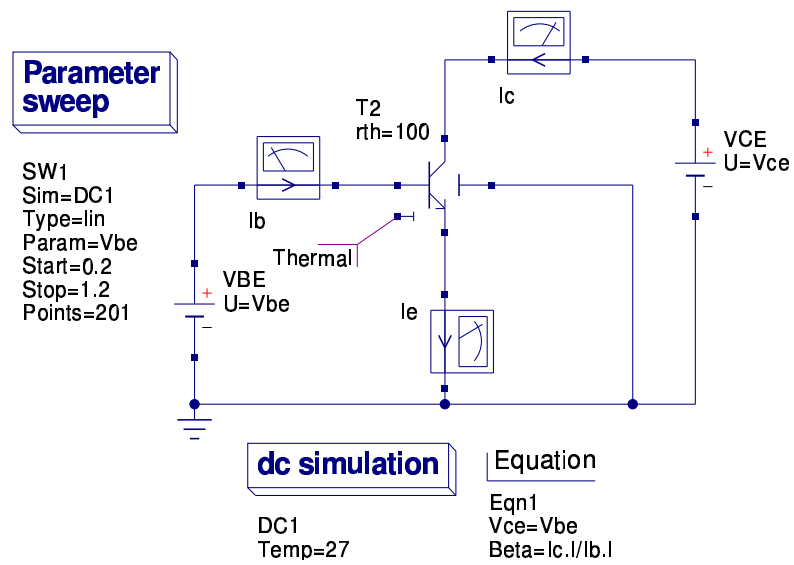 Parameter
sweep
SW1
Sim=DC1
Type=lin
Param=Vbe
Start=0.2
Stop=1.2
Points=201
Ib
VBE
U=Vbe
Thermal
T2
rth=100
Ic
VCE
U=Vce
Ie
dc simulation
DC1
Temp=27
Equation
Eqn1
Vce=Vbe
Beta=Ic.I/Ib.I